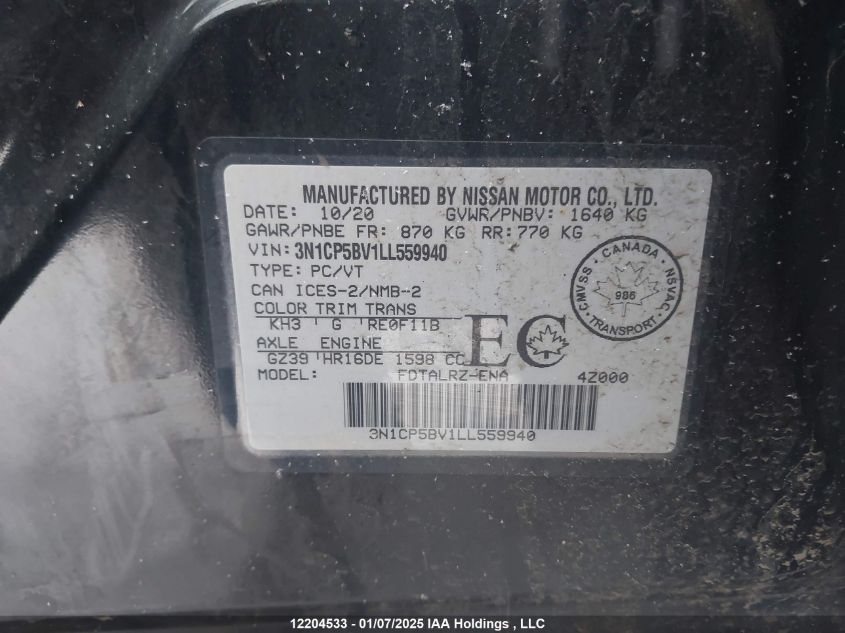 MANUFACTURED BY NISSAN MOTOR CO., LTD.
DATE: 10/20 GVWR/PNBV: 1640 KG
GAWR/PNBE FR: 870 KG RR: 770 KG
VIN: 3N1CP5BV1LL559940
TYPE: PC/VT
CAN ICES-2/NMB-2
COLOR TRIM TRANS
KH3 G RE0F11B
AXLE ENGINE
GZ39 HR16DE 1598 CC
MODEL: FDTALRZ-ENA 4Z000
EC
CMVSS · CANADA · NSVAC
986
TRANSPORT
3N1CP5BV1LL559940
12204533 - 01/07/2025 IAA Holdings , LLC